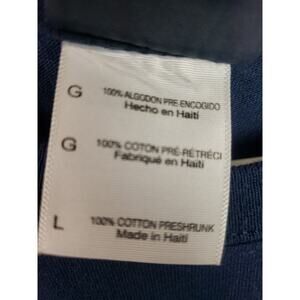 G 100% ALGODON PRE-ENCOGIDO
Hecho en Haití
G 100% COTON PRÉ-RÉTRÉCI
Fabriqué en Haïti
L 100% COTTON PRESHRUNK
Made in Haiti